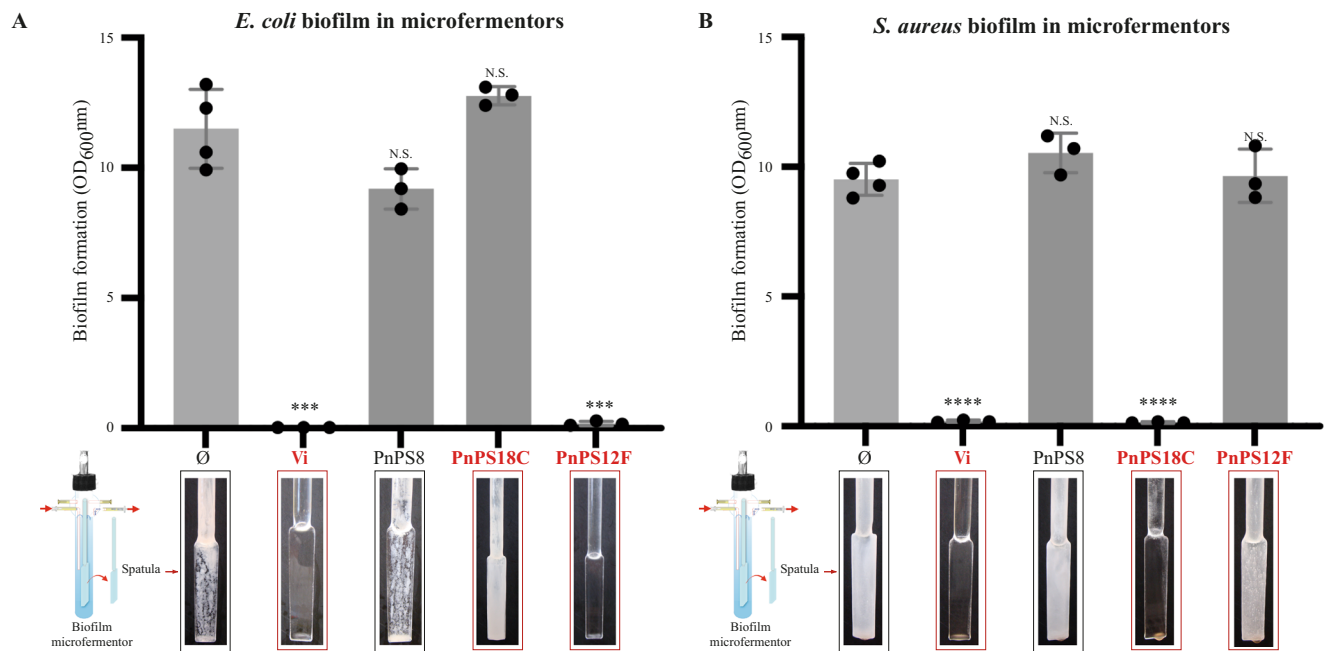 A
E. coli biofilm in microfermentors
Biofilm formation (OD600nm)
15
10
5
0
***
N.S.
N.S.
***
Ø
Vi
PnPS8
PnPS18C
PnPS12F
Spatula
Biofilm
microfermentor
B
S. aureus biofilm in microfermentors
Biofilm formation (OD600nm)
15
10
5
0
****
N.S.
****
N.S.
Ø
Vi
PnPS8
PnPS18C
PnPS12F
Spatula
Biofilm
microfermentor